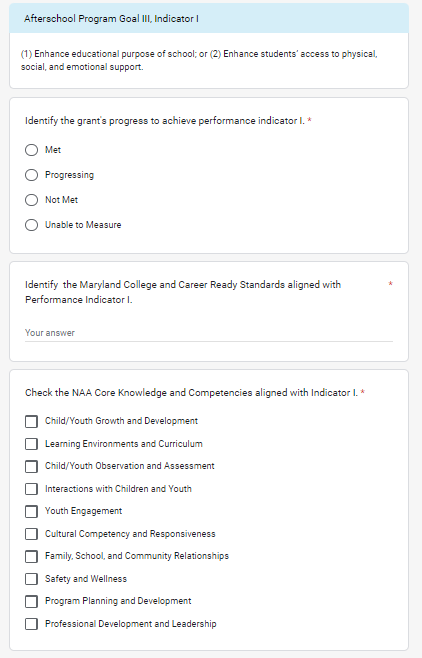 Afterschool Program Goal III, Indicator I
(1) Enhance educational purpose of school; or (2) Enhance students' access to physical,
social, and emotional support.
Identify the grant's progress to achieve performance indicator I. *
Met
Progressing
Not Met
Unable to Measure
Identify the Maryland College and Career Ready Standards aligned with *
Performance Indicator I.
Your answer
Check the NAA Core Knowledge and Competencies aligned with Indicator I. *
Child/Youth Growth and Development
Learning Environments and Curriculum
Child/Youth Observation and Assessment
Interactions with Children and Youth
Youth Engagement
Cultural Competency and Responsiveness
Family, School, and Community Relationships
Safety and Wellness
Program Planning and Development
Professional Development and Leadership